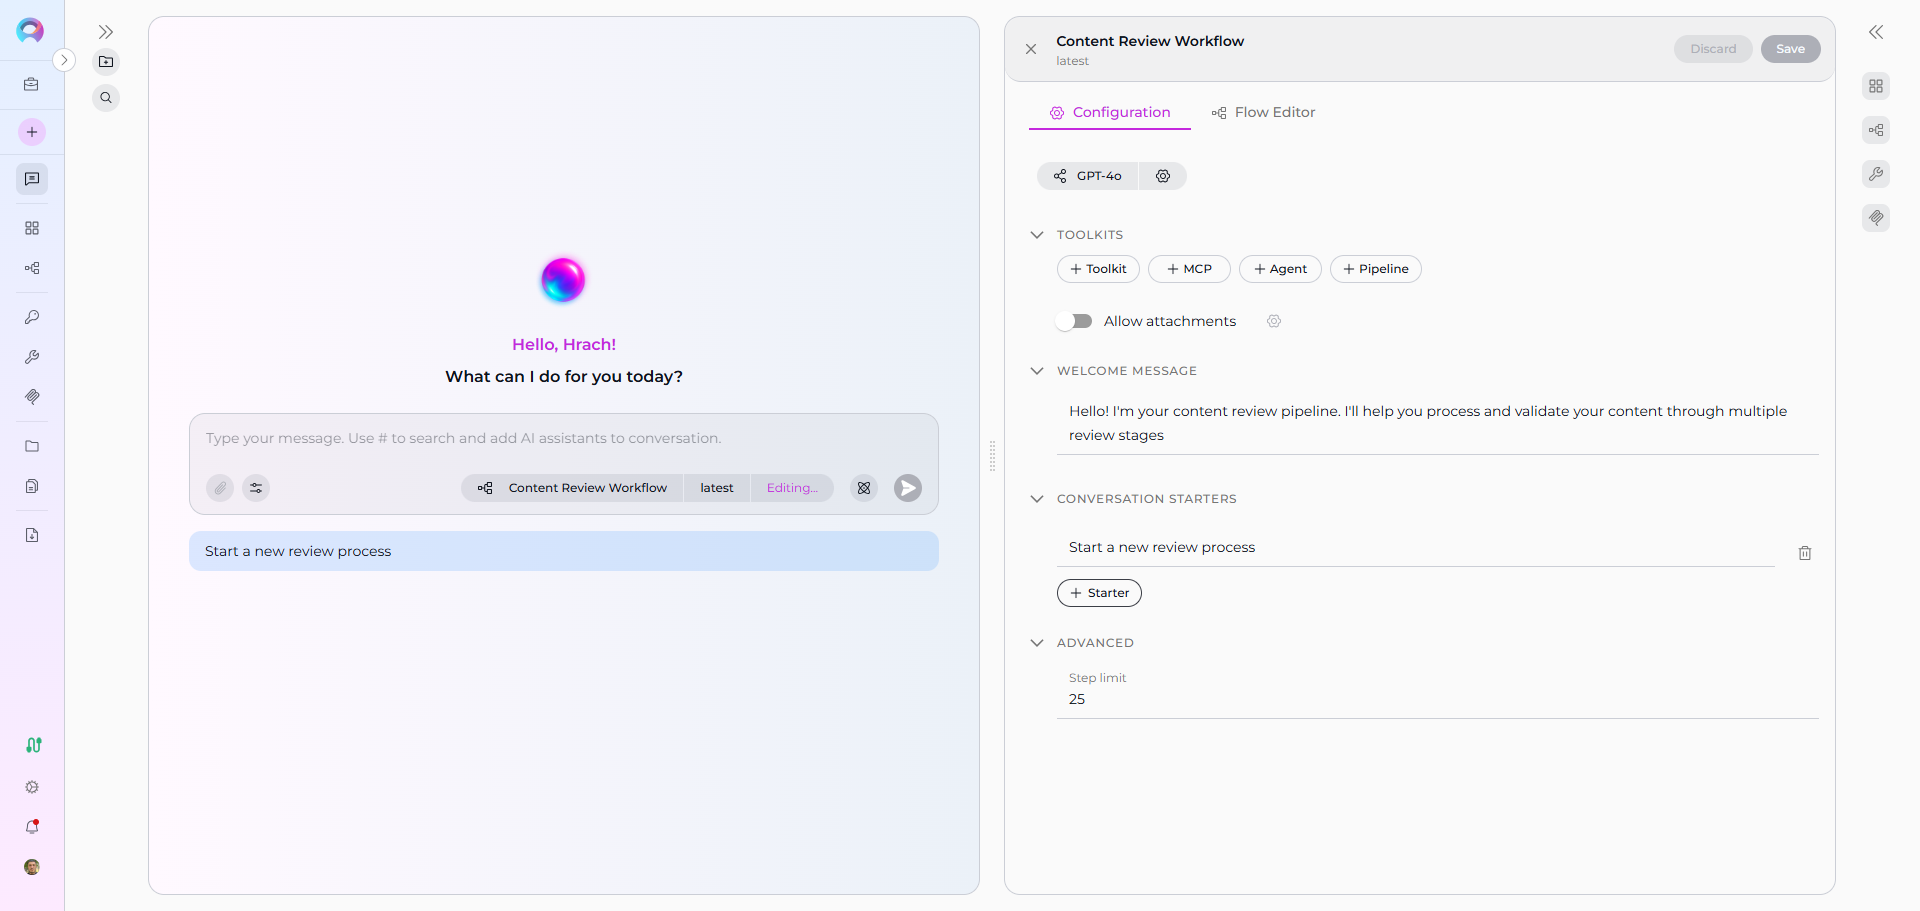 Hello, Hrach!
What can I do for you today?
Type your message. Use # to search and add AI assistants to conversation.
Content Review Workflow
latest
Editing...
Start a new review process
Content Review Workflow
latest
Discard
Save
Configuration
Flow Editor
GPT-4o
TOOLKITS
+ Toolkit
+ MCP
+ Agent
+ Pipeline
Allow attachments
WELCOME MESSAGE
Hello! I'm your content review pipeline. I'll help you process and validate your content through multiple
review stages
CONVERSATION STARTERS
Start a new review process
+ Starter
ADVANCED
Step limit
25